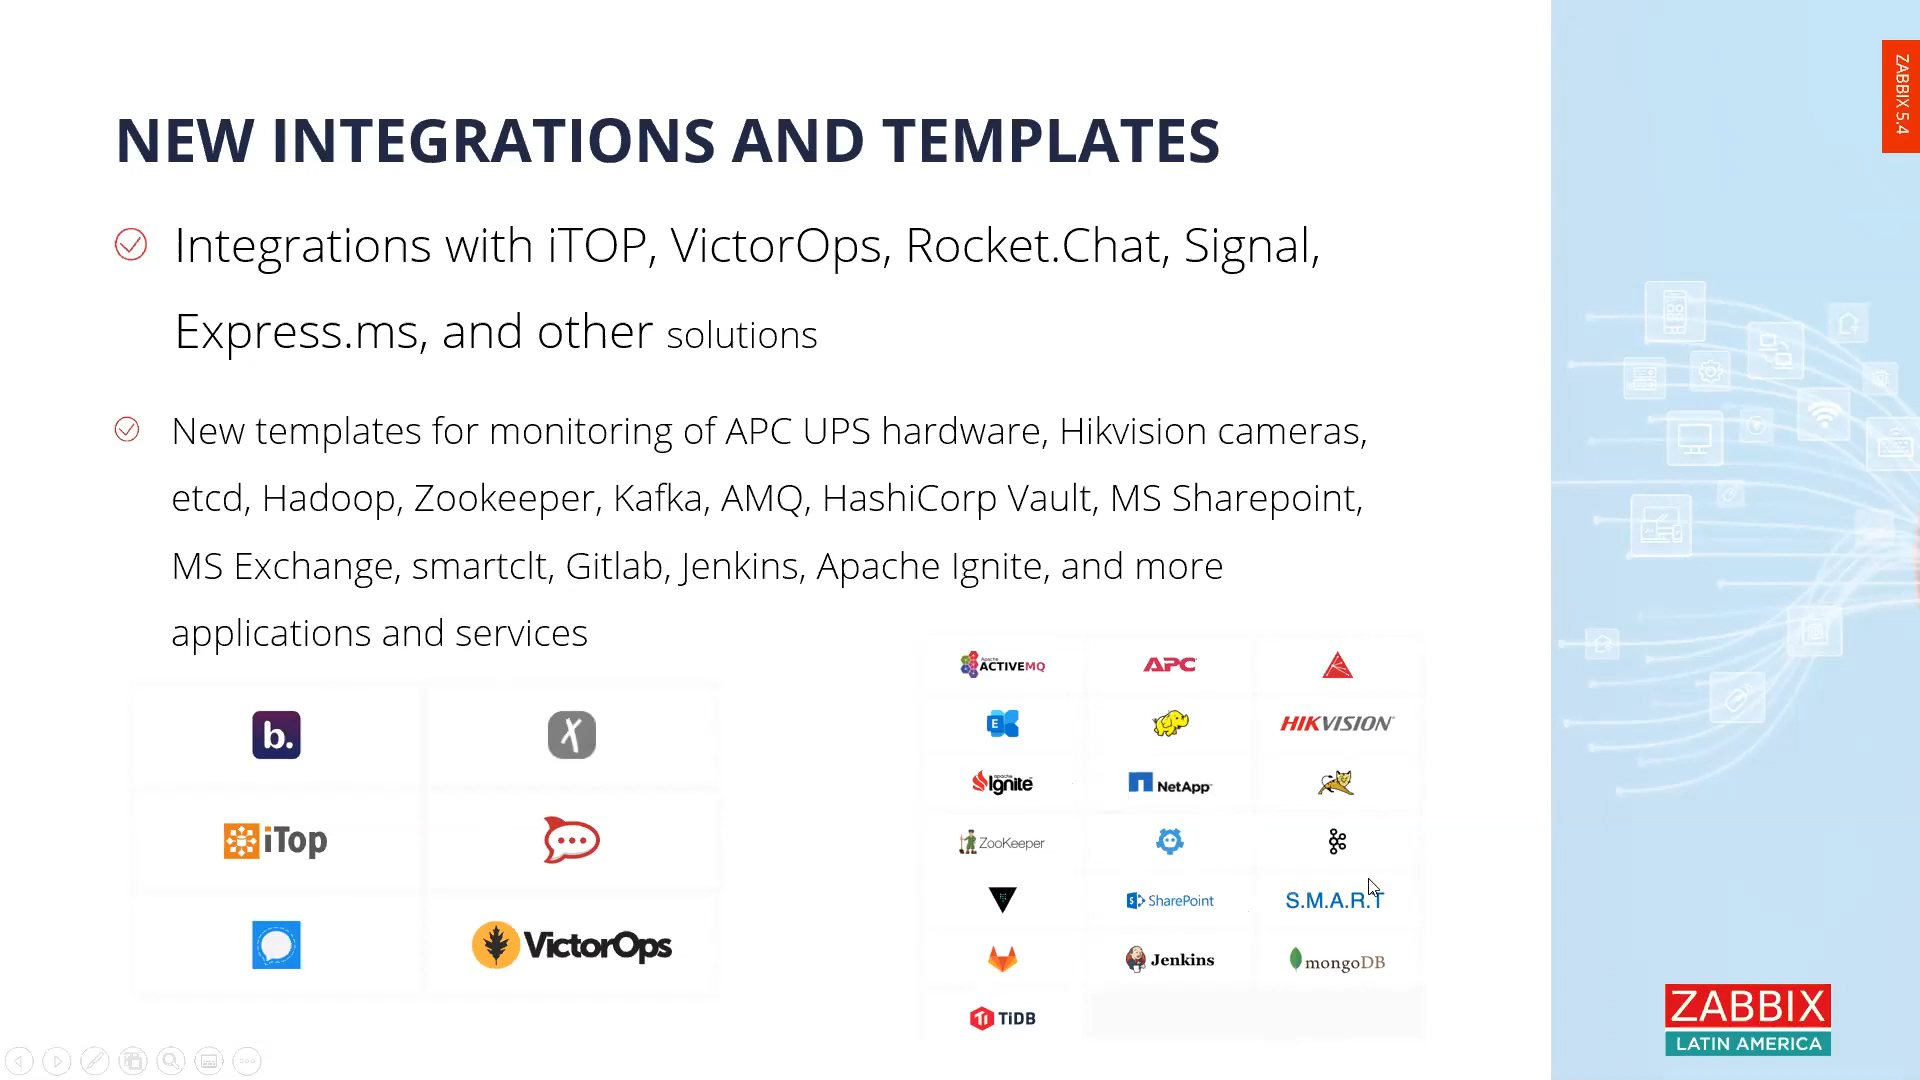 ZABBIX 5.4
NEW INTEGRATIONS AND TEMPLATES
Integrations with iTOP, VictorOps, Rocket.Chat, Signal,
Express.ms, and other solutions
New templates for monitoring of APC UPS hardware, Hikvision cameras,
etcd, Hadoop, Zookeeper, Kafka, AMQ, HashiCorp Vault, MS Sharepoint,
MS Exchange, smartclt, Gitlab, Jenkins, Apache Ignite, and more
applications and services
b.
iTop
VictorOps
Apache
ACTIVEMQ
APC
E
HIKVISION
apache
Ignite
NetApp
ZooKeeper
S SharePoint
S.M.A.R.T
Jenkins
mongoDB
TiDB
ZABBIX
LATIN AMERICA